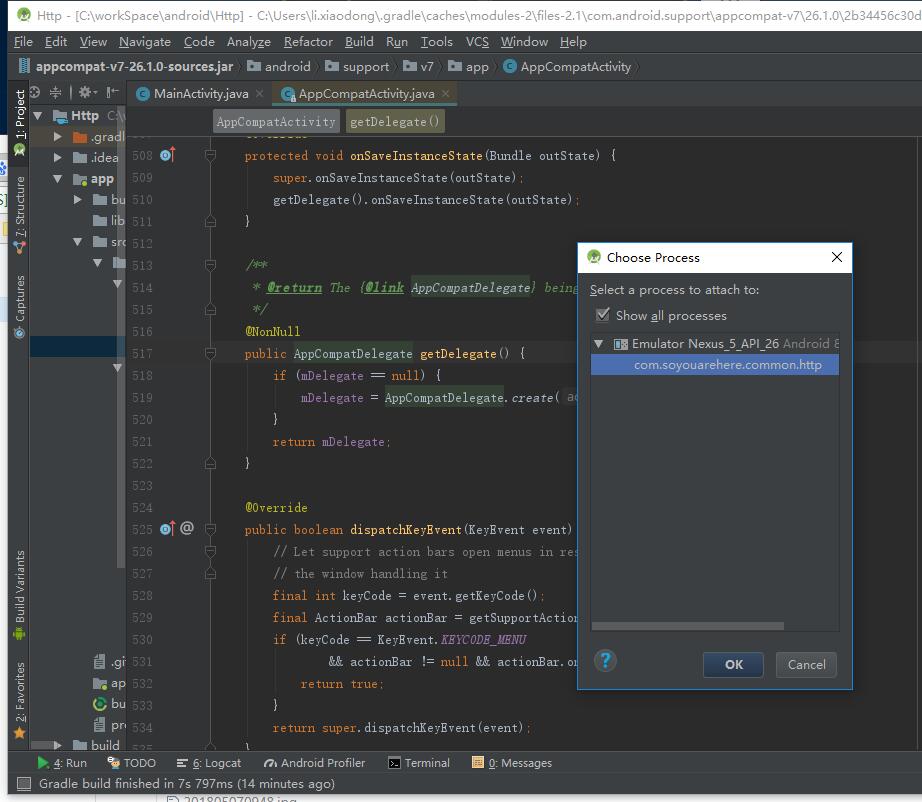 Http - [C:\workSpace\android\Http] - C:\Users\li.xiaodong\.gradle\caches\modules-2\files-2.1\com.android.support\appcompat-v7\26.1.0\2b34456c30d
File Edit View Navigate Code Analyze Refactor Build Run Tools VCS Window Help
appcompat-v7-26.1.0-sources.jar android support v7 app AppCompatActivity
MainActivity.java AppCompatActivity.java
AppCompatActivity getDelegate()
1: Project
7: Structure
Captures
Build Variants
2: Favorites
Http
.gradl
.idea
app
bu
lib
src
.gi
ap
bu
pro
build
508 protected void onSaveInstanceState(Bundle outState) {
509 super.onSaveInstanceState(outState);
510 getDelegate().onSaveInstanceState(outState);
511 }
512
513 /**
514 * @return The {@link AppCompatDelegate} being
515 */
516 @NonNull
517 public AppCompatDelegate getDelegate() {
518 if (mDelegate == null) {
519 mDelegate = AppCompatDelegate.create(
520 }
521 return mDelegate;
522 }
523
524 @Override
525 @ public boolean dispatchKeyEvent(KeyEvent event)
526 // Let support action bars open menus in res
527 // the window handling it
528 final int keyCode = event.getKeyCode();
529 final ActionBar actionBar = getSupportAction
530 if (keyCode == KeyEvent.KEYCODE_MENU
531 && actionBar != null && actionBar.on
532 return true;
533 }
534 return super.dispatchKeyEvent(event);
535 }
Choose Process
Select a process to attach to:
Show all processes
Emulator Nexus_5_API_26 Android 8
com.soyouarehere.common.http
?
OK Cancel
4: Run TODO 6: Logcat Android Profiler Terminal 0: Messages
Gradle build finished in 7s 797ms (14 minutes ago)